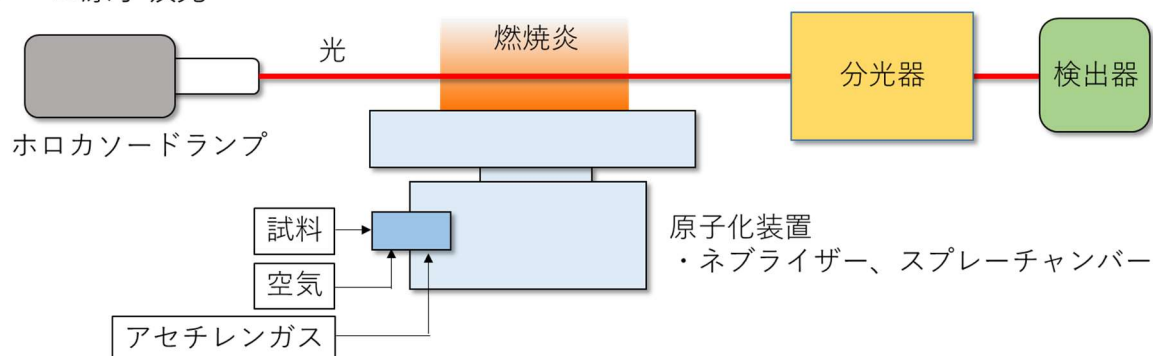 光
燃焼炎
分光器
検出器
ホロカソードランプ
試料
空気
アセチレンガス
原子化装置
・ネブライザー、スプレーチャンバー